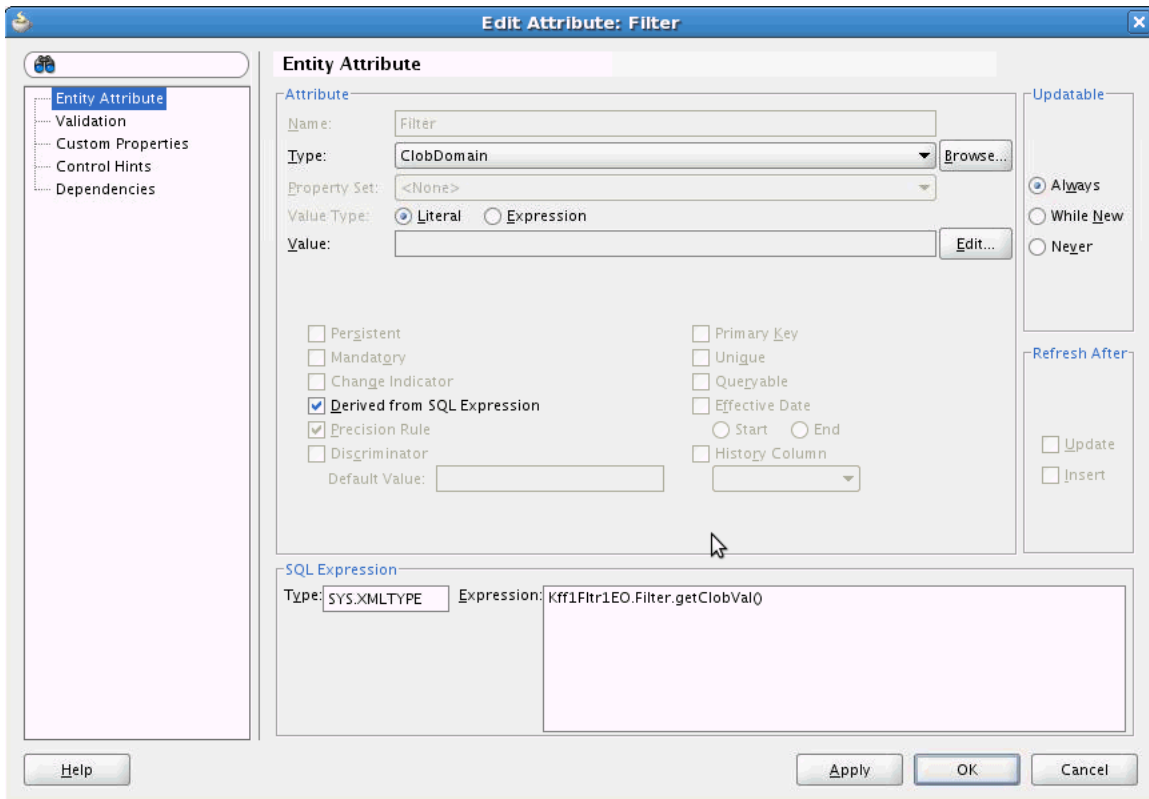 Edit Attribute: Filter
Entity Attribute
Validation
Custom Properties
Control Hints
Dependencies
Entity Attribute
Attribute
Name: Filter
Type: ClobDomain Browse...
Property Set: <None>
Value Type: Literal Expression
Value: Edit...
Persistent Primary Key
Mandatory Unique
Change Indicator Queryable
Derived from SQL Expression Effective Date
Precision Rule Start End
Discriminator History Column
Default Value:
Updatable
Always
While New
Never
Refresh After
Update
Insert
SQL Expression
Type: SYS.XMLTYPE Expression: Kff1Fltr1EO.Filter.getClobVal()
Help Apply OK Cancel